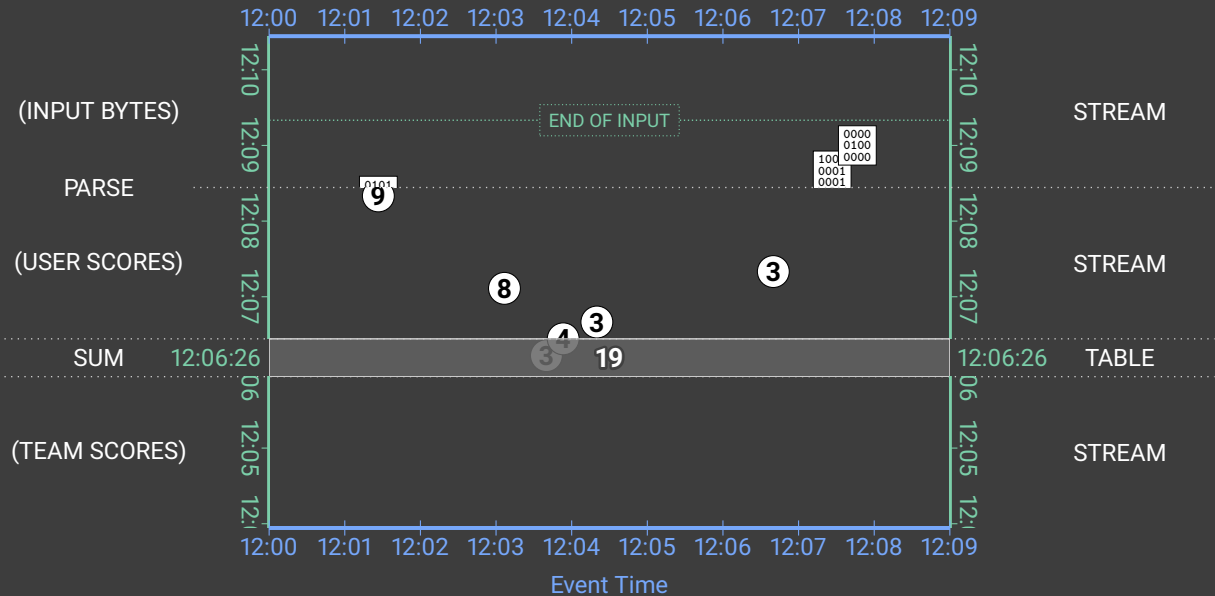 12:00 12:01 12:02 12:03 12:04 12:05 12:06 12:07 12:08 12:09
12:10 12:10
(INPUT BYTES) STREAM
END OF INPUT
0000
0100
0000
12:09 12:09
100
0001
0001
PARSE
0101
9
12:08 12:08
(USER SCORES) STREAM
3
8
12:07 12:07
3
4
SUM 12:06:26 3 19 12:06:26 TABLE
06 06
(TEAM SCORES) STREAM
12:05 12:05
12: 12:
12:00 12:01 12:02 12:03 12:04 12:05 12:06 12:07 12:08 12:09
Event Time